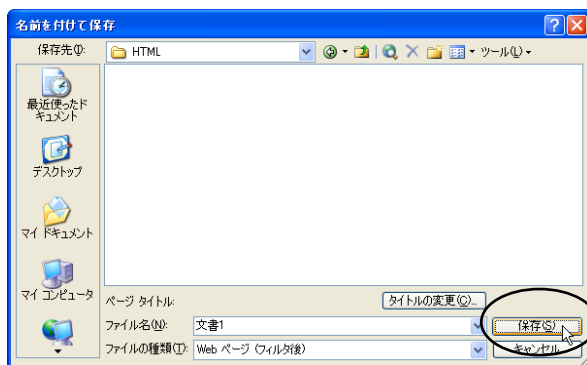 名前を付けて保存
保存先(I):
HTML
ツール(L)
最近使ったド
キュメント
デスクトップ
マイ ドキュメント
マイ コンピュータ
ページ タイトル:
タイトルの変更(C)...
ファイル名(N):
文書1
保存(S)
ファイルの種類(T):
Web ページ (フィルタ後)
キャンセル